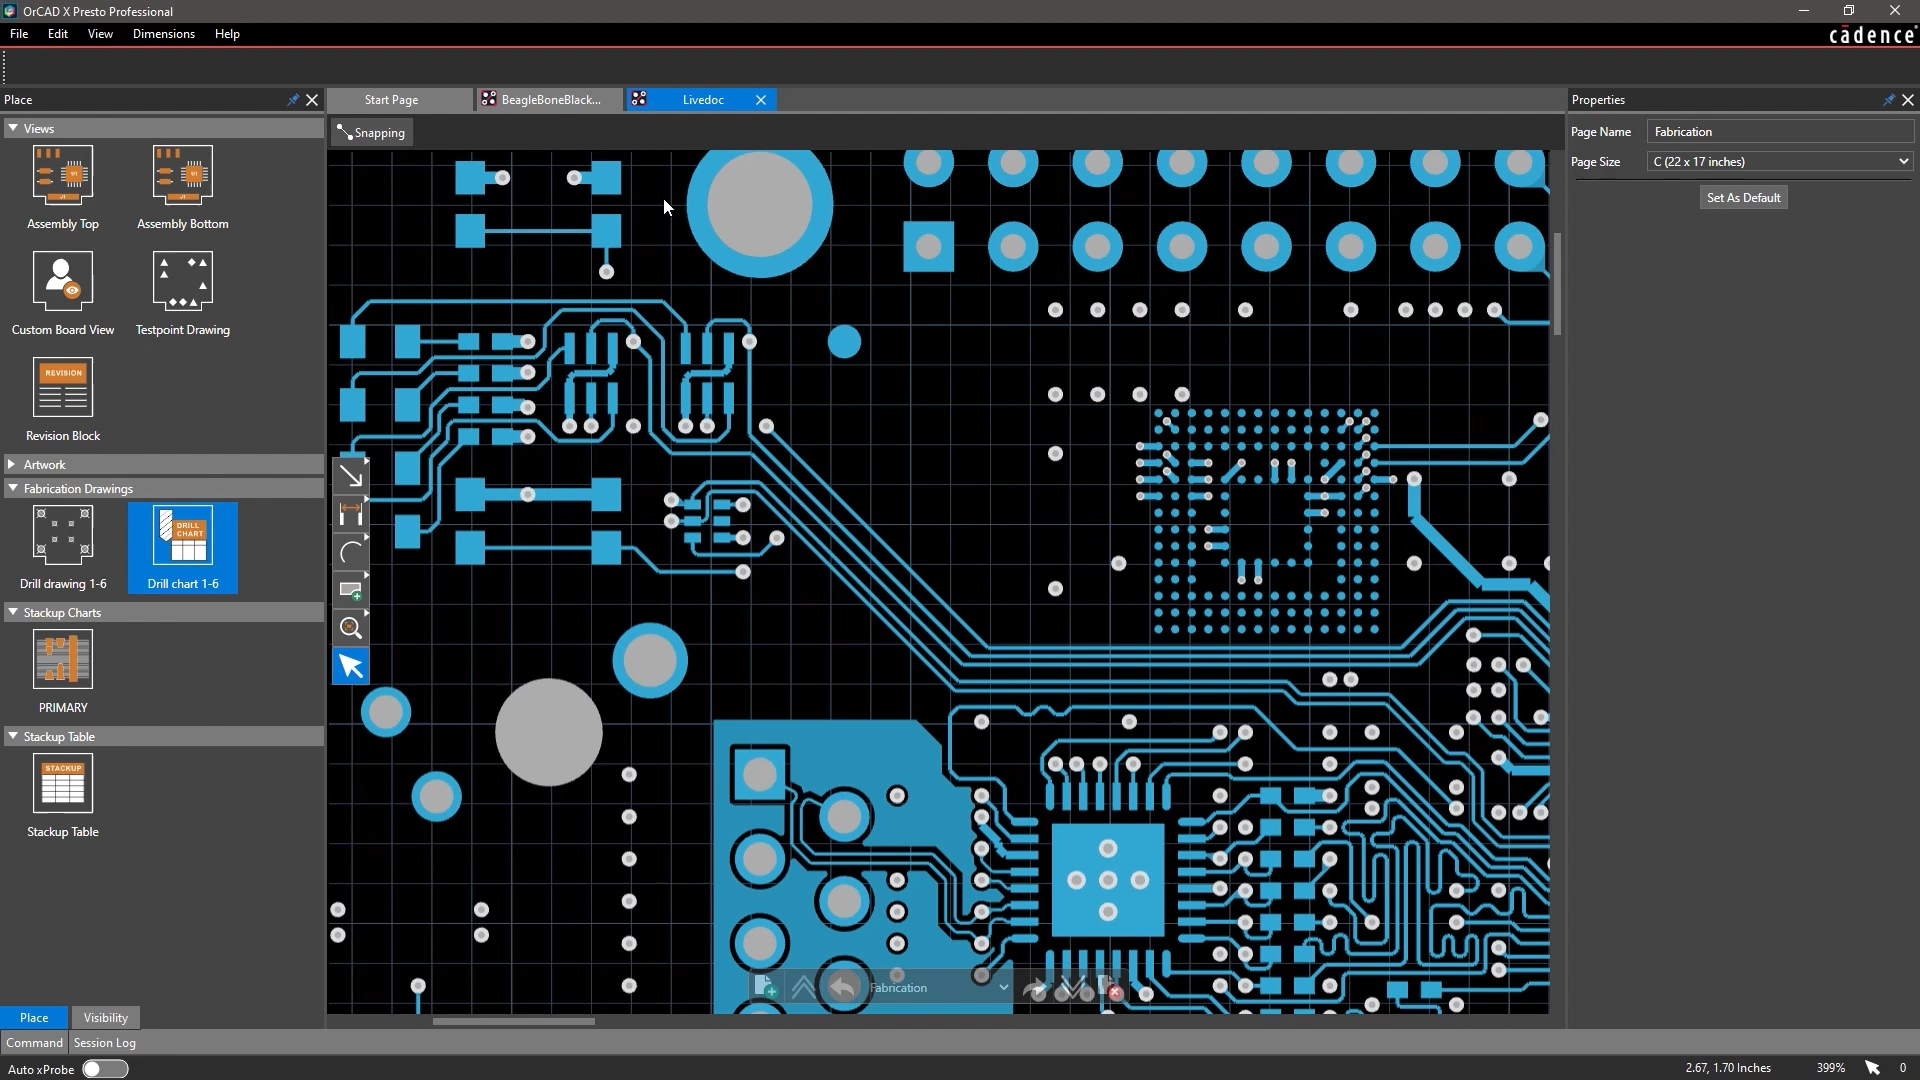 OrCAD X Presto Professional
File Edit View Dimensions Help
cādence
Place
Start Page
BeagleBoneBlack...
Livedoc
Properties
Views
Snapping
Page Name Fabrication
Page Size C (22 x 17 inches)
Set As Default
Assembly Top
Assembly Bottom
Custom Board View
Testpoint Drawing
REVISION
Revision Block
Artwork
Fabrication Drawings
DRILL
CHART
Drill drawing 1-6
Drill chart 1-6
Stackup Charts
PRIMARY
Stackup Table
STACKUP
Stackup Table
Fabrication
Place
Visibility
Command
Session Log
Auto xProbe
2.67, 1.70 Inches
399%
0